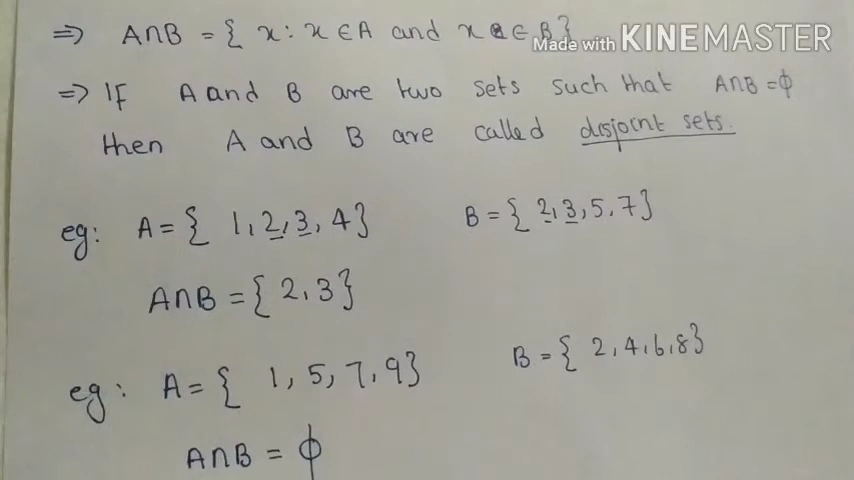 ⇒ A∩B = { x : x ∈ A and x ∈ B}
Made with KINEMASTER
⇒ If A and B are two sets such that A∩B = ϕ
then A and B are called disjoint sets.
eg: A = { 1, 2, 3, 4} B = { 2, 3, 5, 7}
A∩B = { 2, 3 }
eg: A = { 1, 5, 7, 9} B = { 2, 4, 6, 8}
A∩B = ϕ